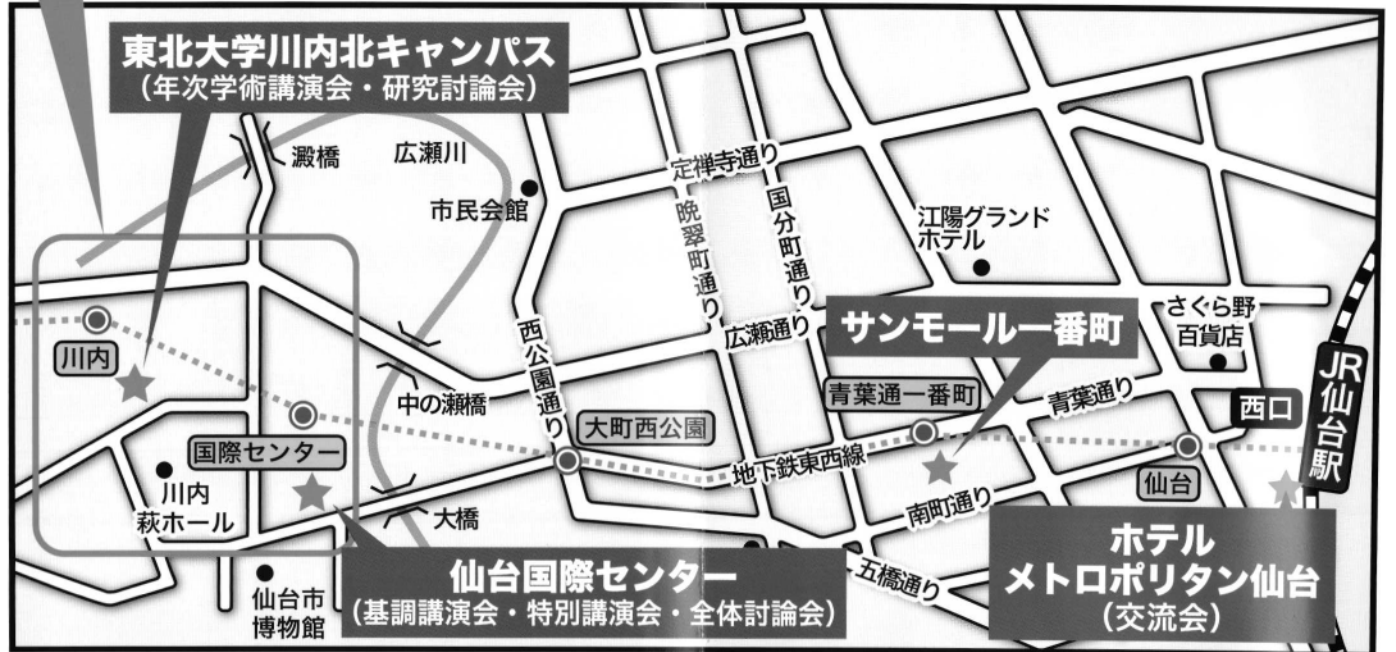 東北大学川内北キャンパス
（年次学術講演会・研究討論会）
澱橋
広瀬川
市民会館
定禅寺通り
晩翠町通り
国分町通り
江陽グランド
ホテル
さくら野
百貨店
サンモール一番町
広瀬通り
西公園通り
川内
中の瀬橋
大町西公園
青葉通一番町
青葉通り
西口
JR仙台駅
国際センター
地下鉄東西線
仙台
川内
萩ホール
大橋
南町通り
五橋通り
仙台国際センター
（基調講演会・特別講演会・全体討論会）
ホテル
メトロポリタン仙台
（交流会）
仙台市
博物館